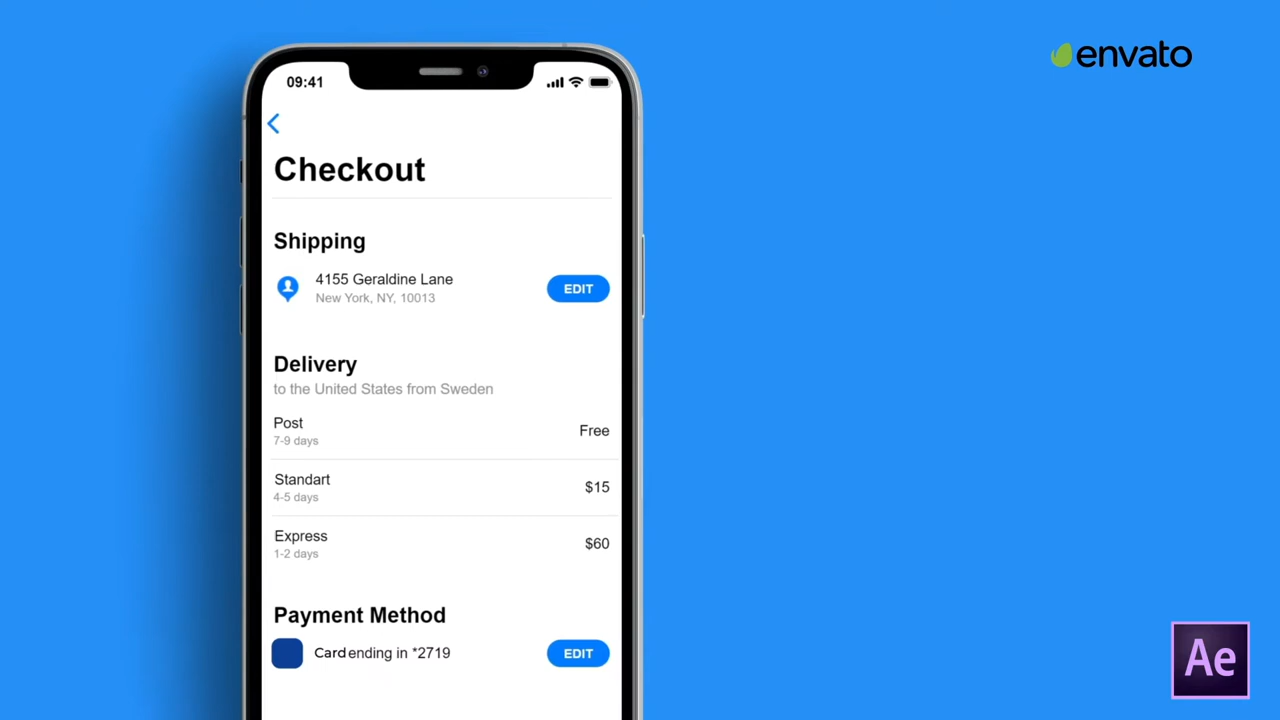 envato
09:41
Checkout
Shipping
4155 Geraldine Lane
EDIT
New York, NY, 10013
Delivery
to the United States from Sweden
Post
Free
7-9 days
Standart
$15
4-5 days
Express
$60
1-2 days
Payment Method
Card ending in *2719
EDIT
Ae